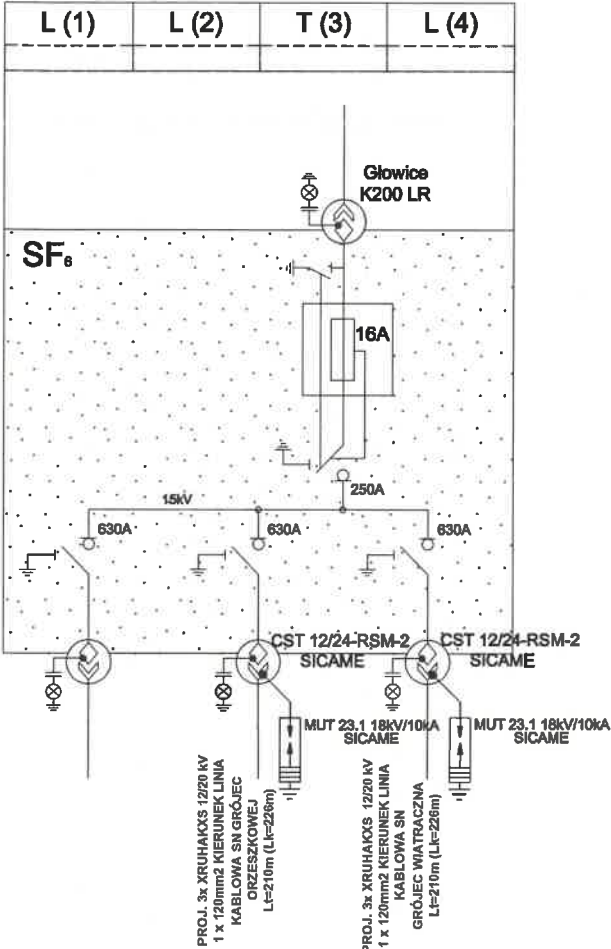 L (1)
L (2)
T (3)
L (4)
Głowice
K200 LR
SF₆
16A
250A
15kV
630A
630A
630A
CST 12/24-RSM-2
SICAME
CST 12/24-RSM-2
SICAME
MUT 23.1 18kV/10kA
SICAME
MUT 23.1 18kV/10kA
SICAME
PROJ. 3x XRUHAKXS 12/20 kV
1 x 120mm2 KIERUNEK LINIA
KABLOWA SN GRÓJEC
ORZESZKOWEJ
Lt=210m (Lk=226m)
PROJ. 3x XRUHAKXS 12/20 kV
1 x 120mm2 KIERUNEK LINIA
KABLOWA SN
GRÓJEC WIATRACZNA
Lt=210m (Lk=226m)